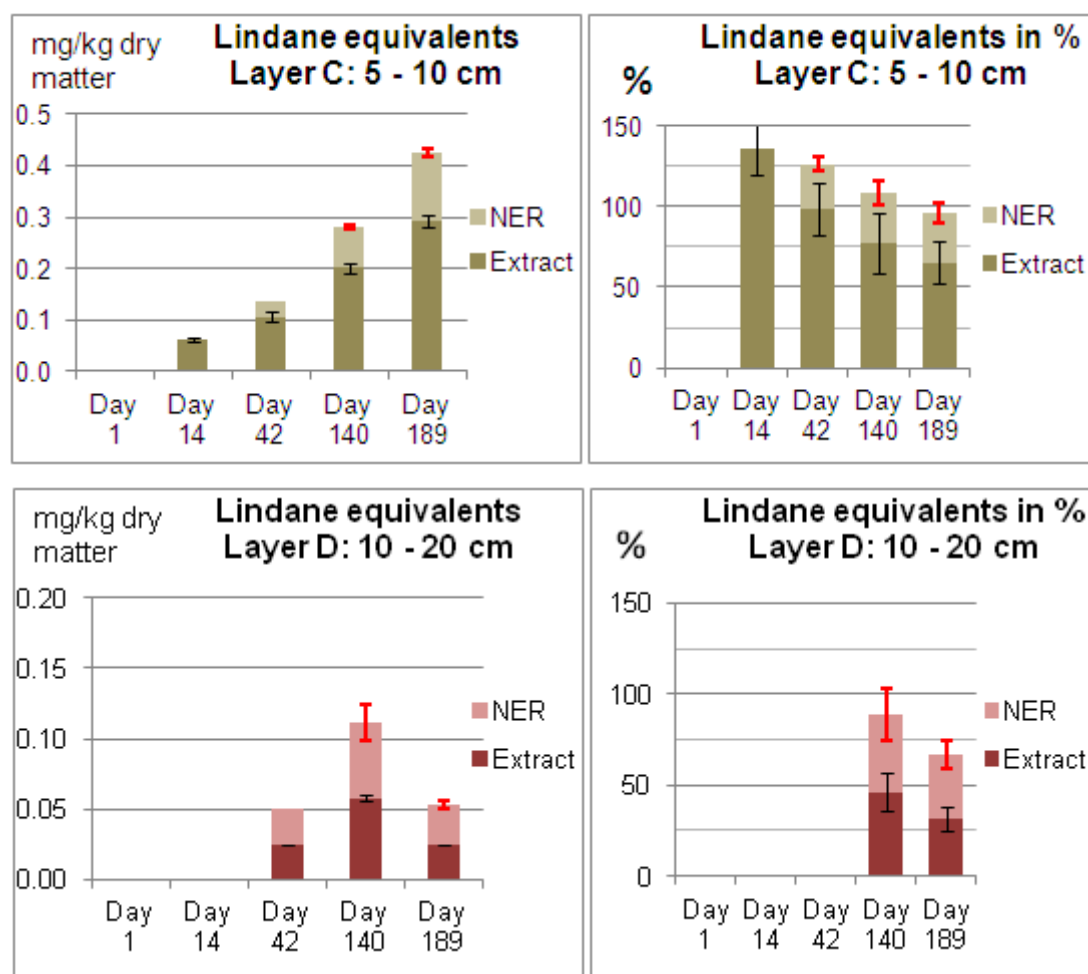 mg/kg dry
matter
Lindane equivalents
Layer C: 5 - 10 cm
0.5
0.4
0.3
0.2
0.1
0.0
NER
Extract
Day Day Day Day Day
1 14 42 140 189
Lindane equivalents in %
Layer C: 5 - 10 cm
%
150
100
50
0
NER
Extract
Day Day Day Day Day
1 14 42 140 189
mg/kg dry
matter
Lindane equivalents
Layer D: 10 - 20 cm
0.20
0.15
0.10
0.05
0.00
NER
Extract
Day Day Day Day Day
1 14 42 140 189
Lindane equivalents in %
Layer D: 10 - 20 cm
%
150
100
50
0
NER
Extract
Day Day Day Day Day
1 14 42 140 189